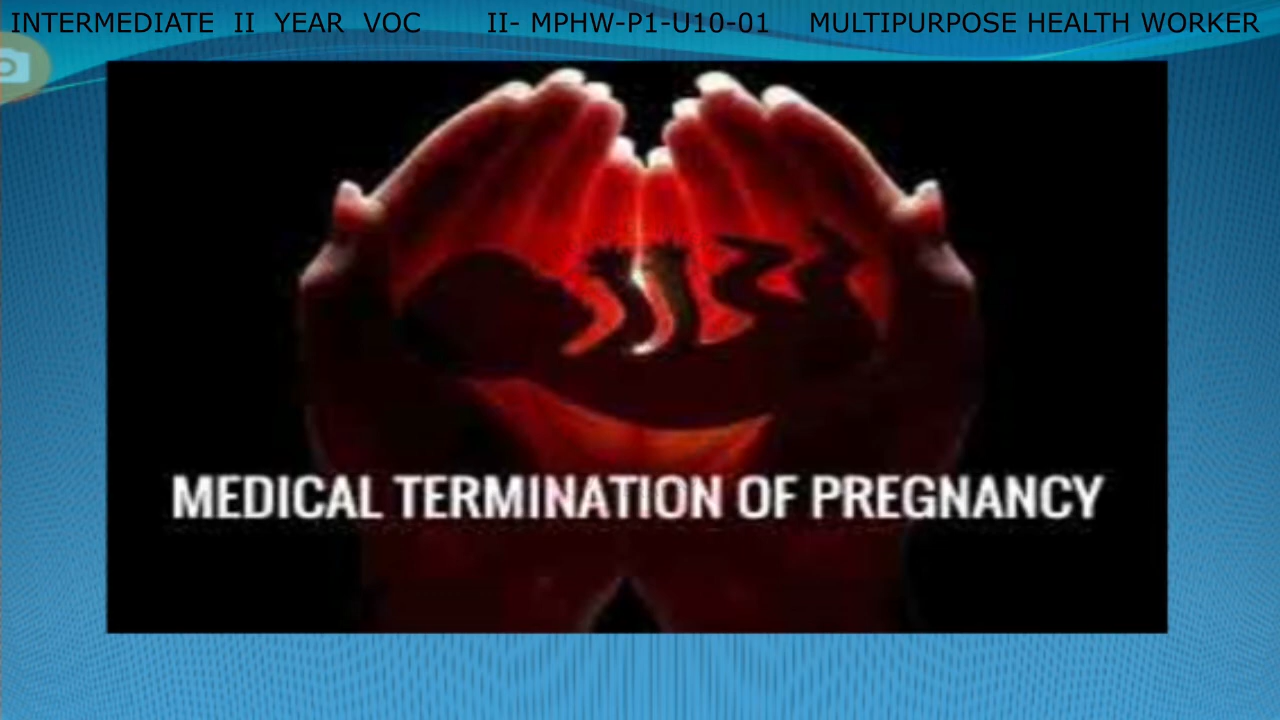 INTERMEDIATE II YEAR VOC II- MPHW-P1-U10-01 MULTIPURPOSE HEALTH WORKER
MEDICAL TERMINATION OF PREGNANCY